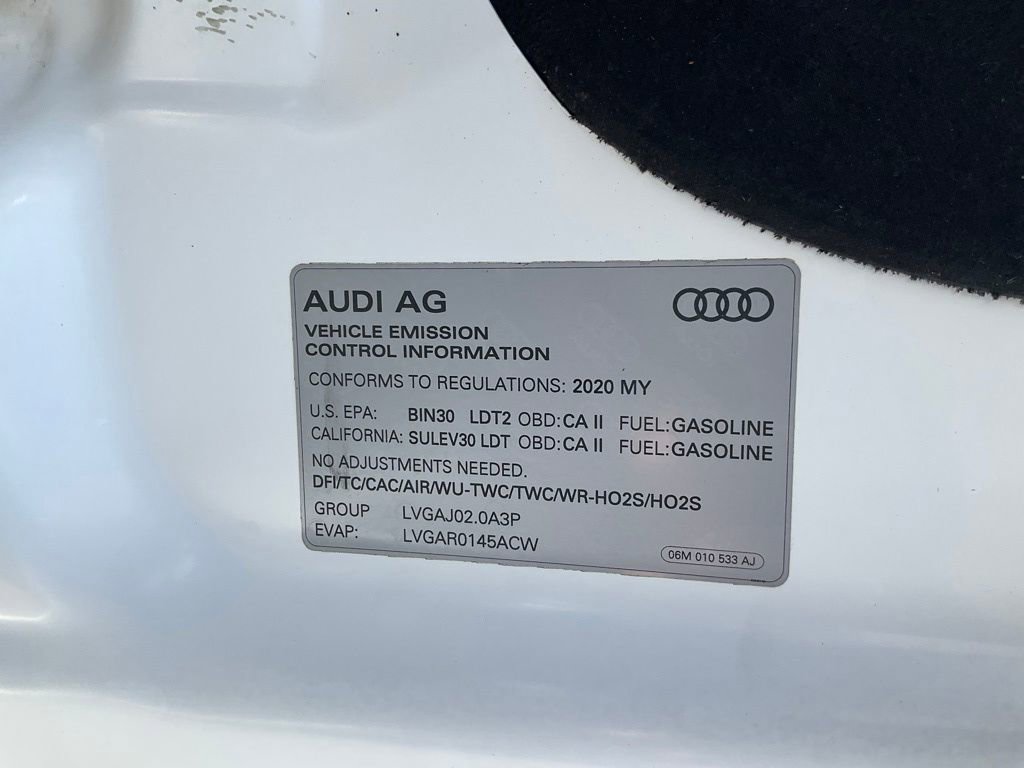 AUDI AG
VEHICLE EMISSION
CONTROL INFORMATION
CONFORMS TO REGULATIONS: 2020 MY
U.S. EPA: BIN30 LDT2 OBD:CA II FUEL:GASOLINE
CALIFORNIA: SULEV30 LDT OBD:CA II FUEL:GASOLINE
NO ADJUSTMENTS NEEDED.
DFI/TC/CAC/AIR/WU-TWC/TWC/WR-HO2S/HO2S
GROUP LVGAJ02.0A3P
EVAP: LVGAR0145ACW
06M 010 533 AJ